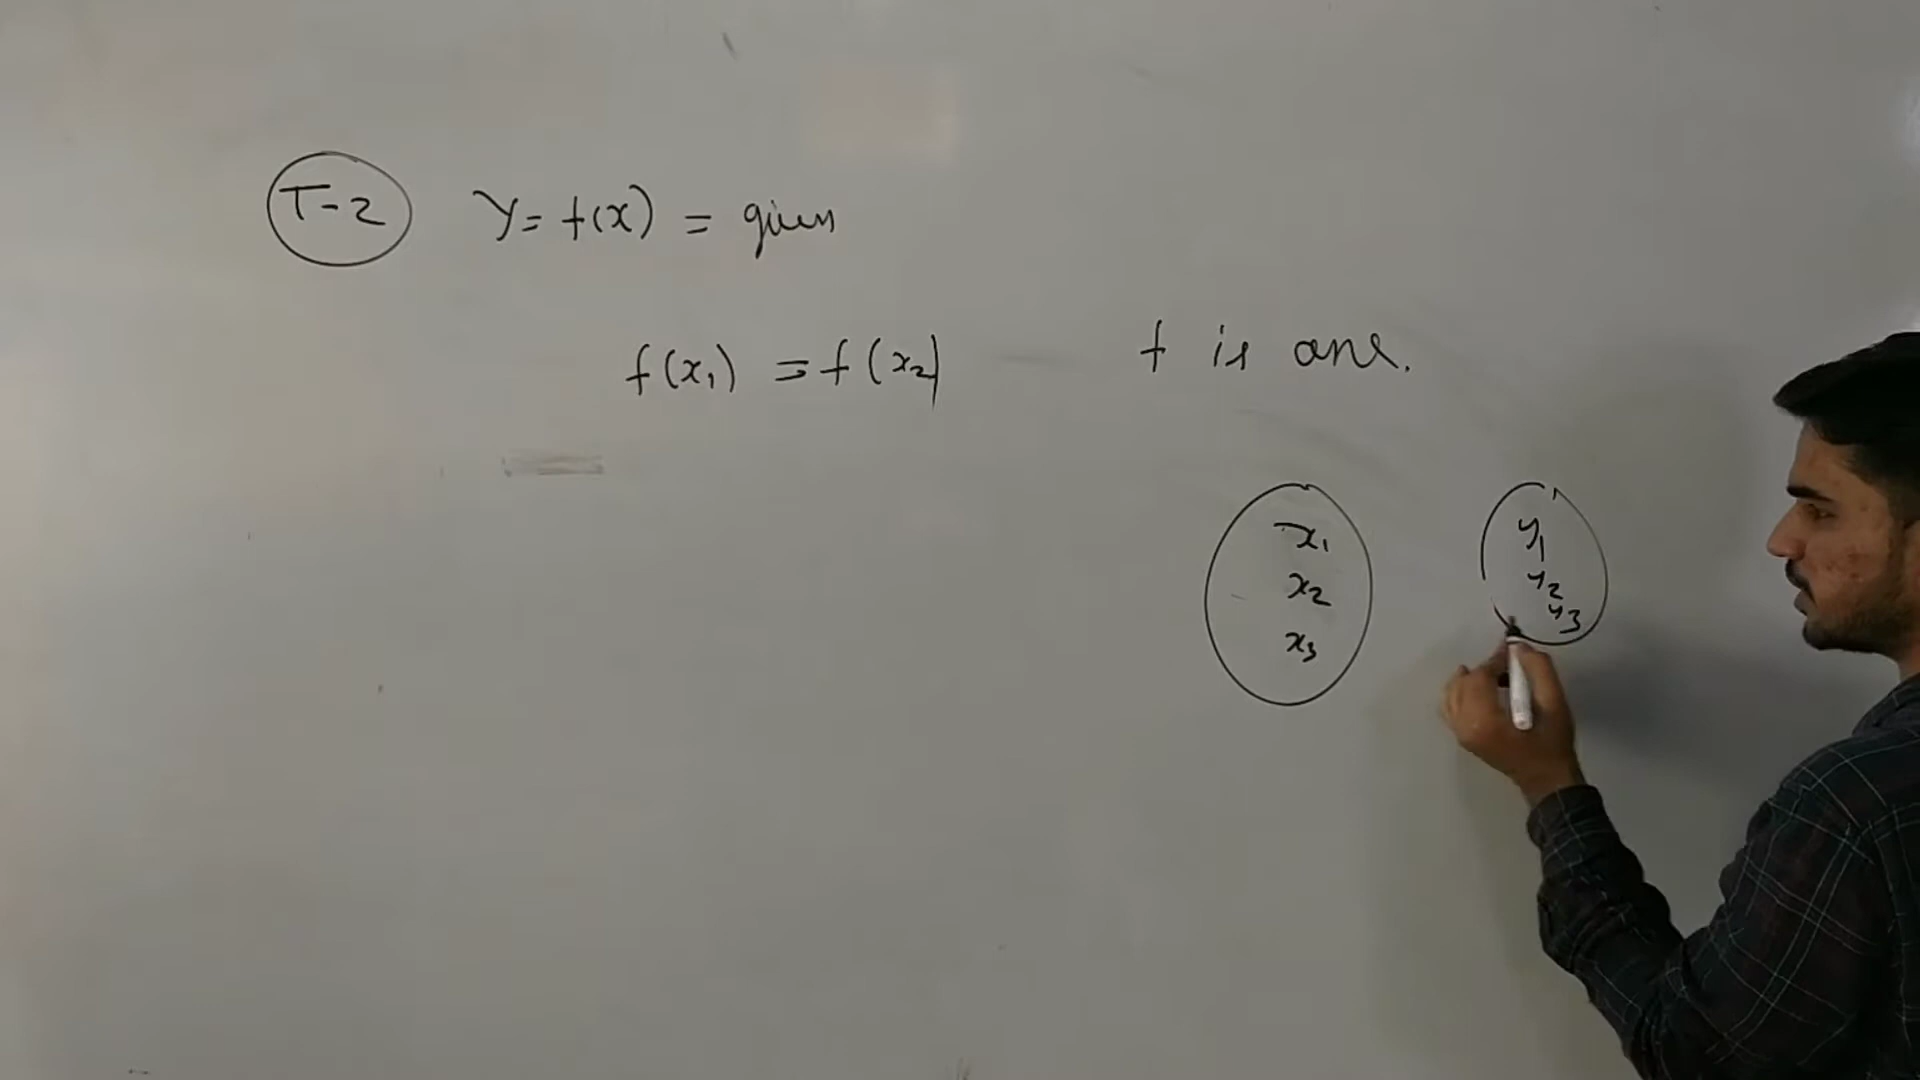 T-2 y = f(x) = given
f(x₁) = f(x₂) f is one.
x₁ y₁
x₂ y₂
x₃ y₃